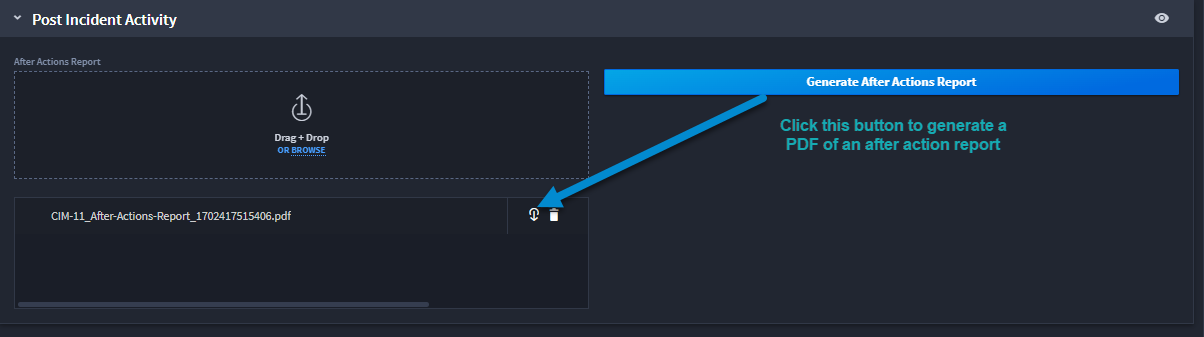 Post Incident Activity
After Actions Report
Drag + Drop
OR BROWSE
Generate After Actions Report
Click this button to generate a
PDF of an after action report
CIM-11_After-Actions-Report_1702417515406.pdf